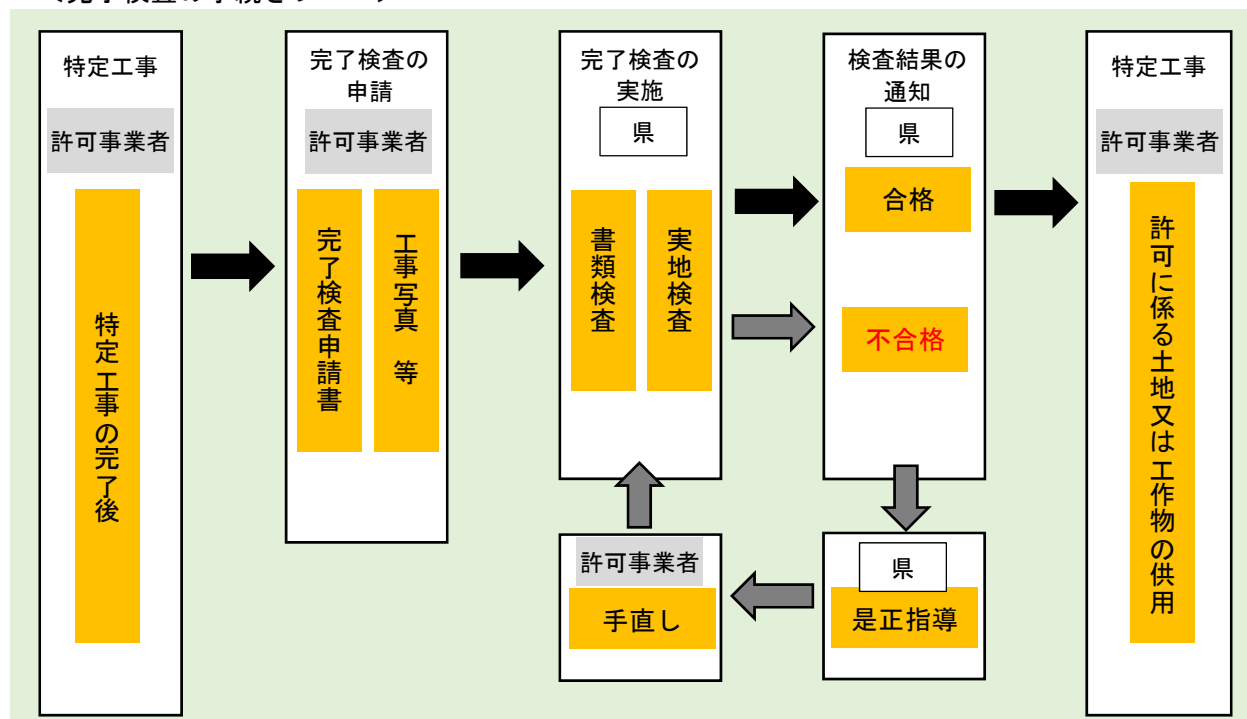 特定工事
許可事業者
特定工事の完了後
完了検査の
申請
許可事業者
完了検査申請書
工事写真 等
完了検査の
実施
県
書類検査
実地検査
検査結果の
通知
県
合格
不合格
県
是正指導
許可事業者
手直し
特定工事
許可事業者
許可に係る土地又は工作物の供用